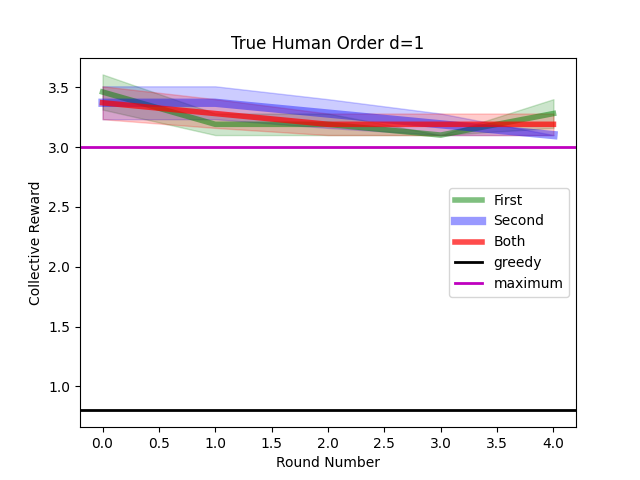 True Human Order d=1
Collective Reward
3.5
3.0
2.5
2.0
1.5
1.0
First
Second
Both
greedy
maximum
0.0 0.5 1.0 1.5 2.0 2.5 3.0 3.5 4.0
Round Number